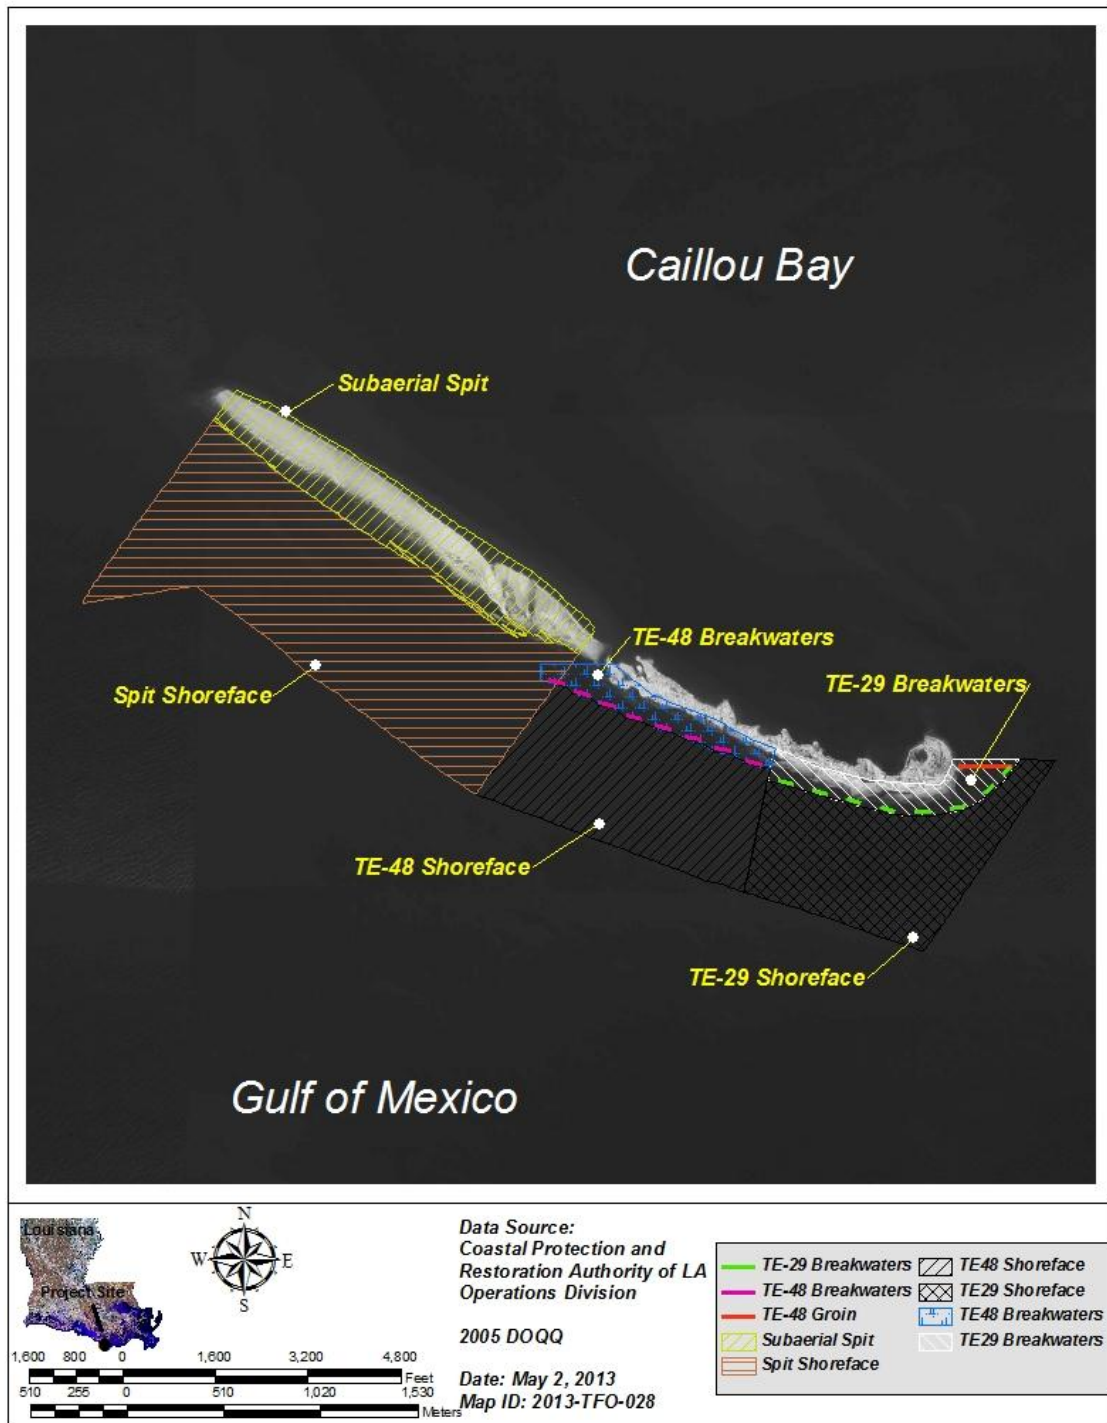 Caillou Bay
Subaerial Spit
TE-48 Breakwaters
TE-29 Breakwaters
Spit Shoreface
TE-48 Shoreface
TE-29 Shoreface
Gulf of Mexico
Louisiana
Project Site
N
W
E
S
1,600 800 0 1,600 3,200 4,800
Feet
510 255 0 510 1,020 1,530
Meters
Data Source:
Coastal Protection and
Restoration Authority of LA
Operations Division
2005 DOQQ
Date: May 2, 2013
Map ID: 2013-TFO-028
TE-29 Breakwaters
TE-48 Breakwaters
TE-48 Groin
Subaerial Spit
Spit Shoreface
TE48 Shoreface
TE29 Shoreface
TE48 Breakwaters
TE29 Breakwaters